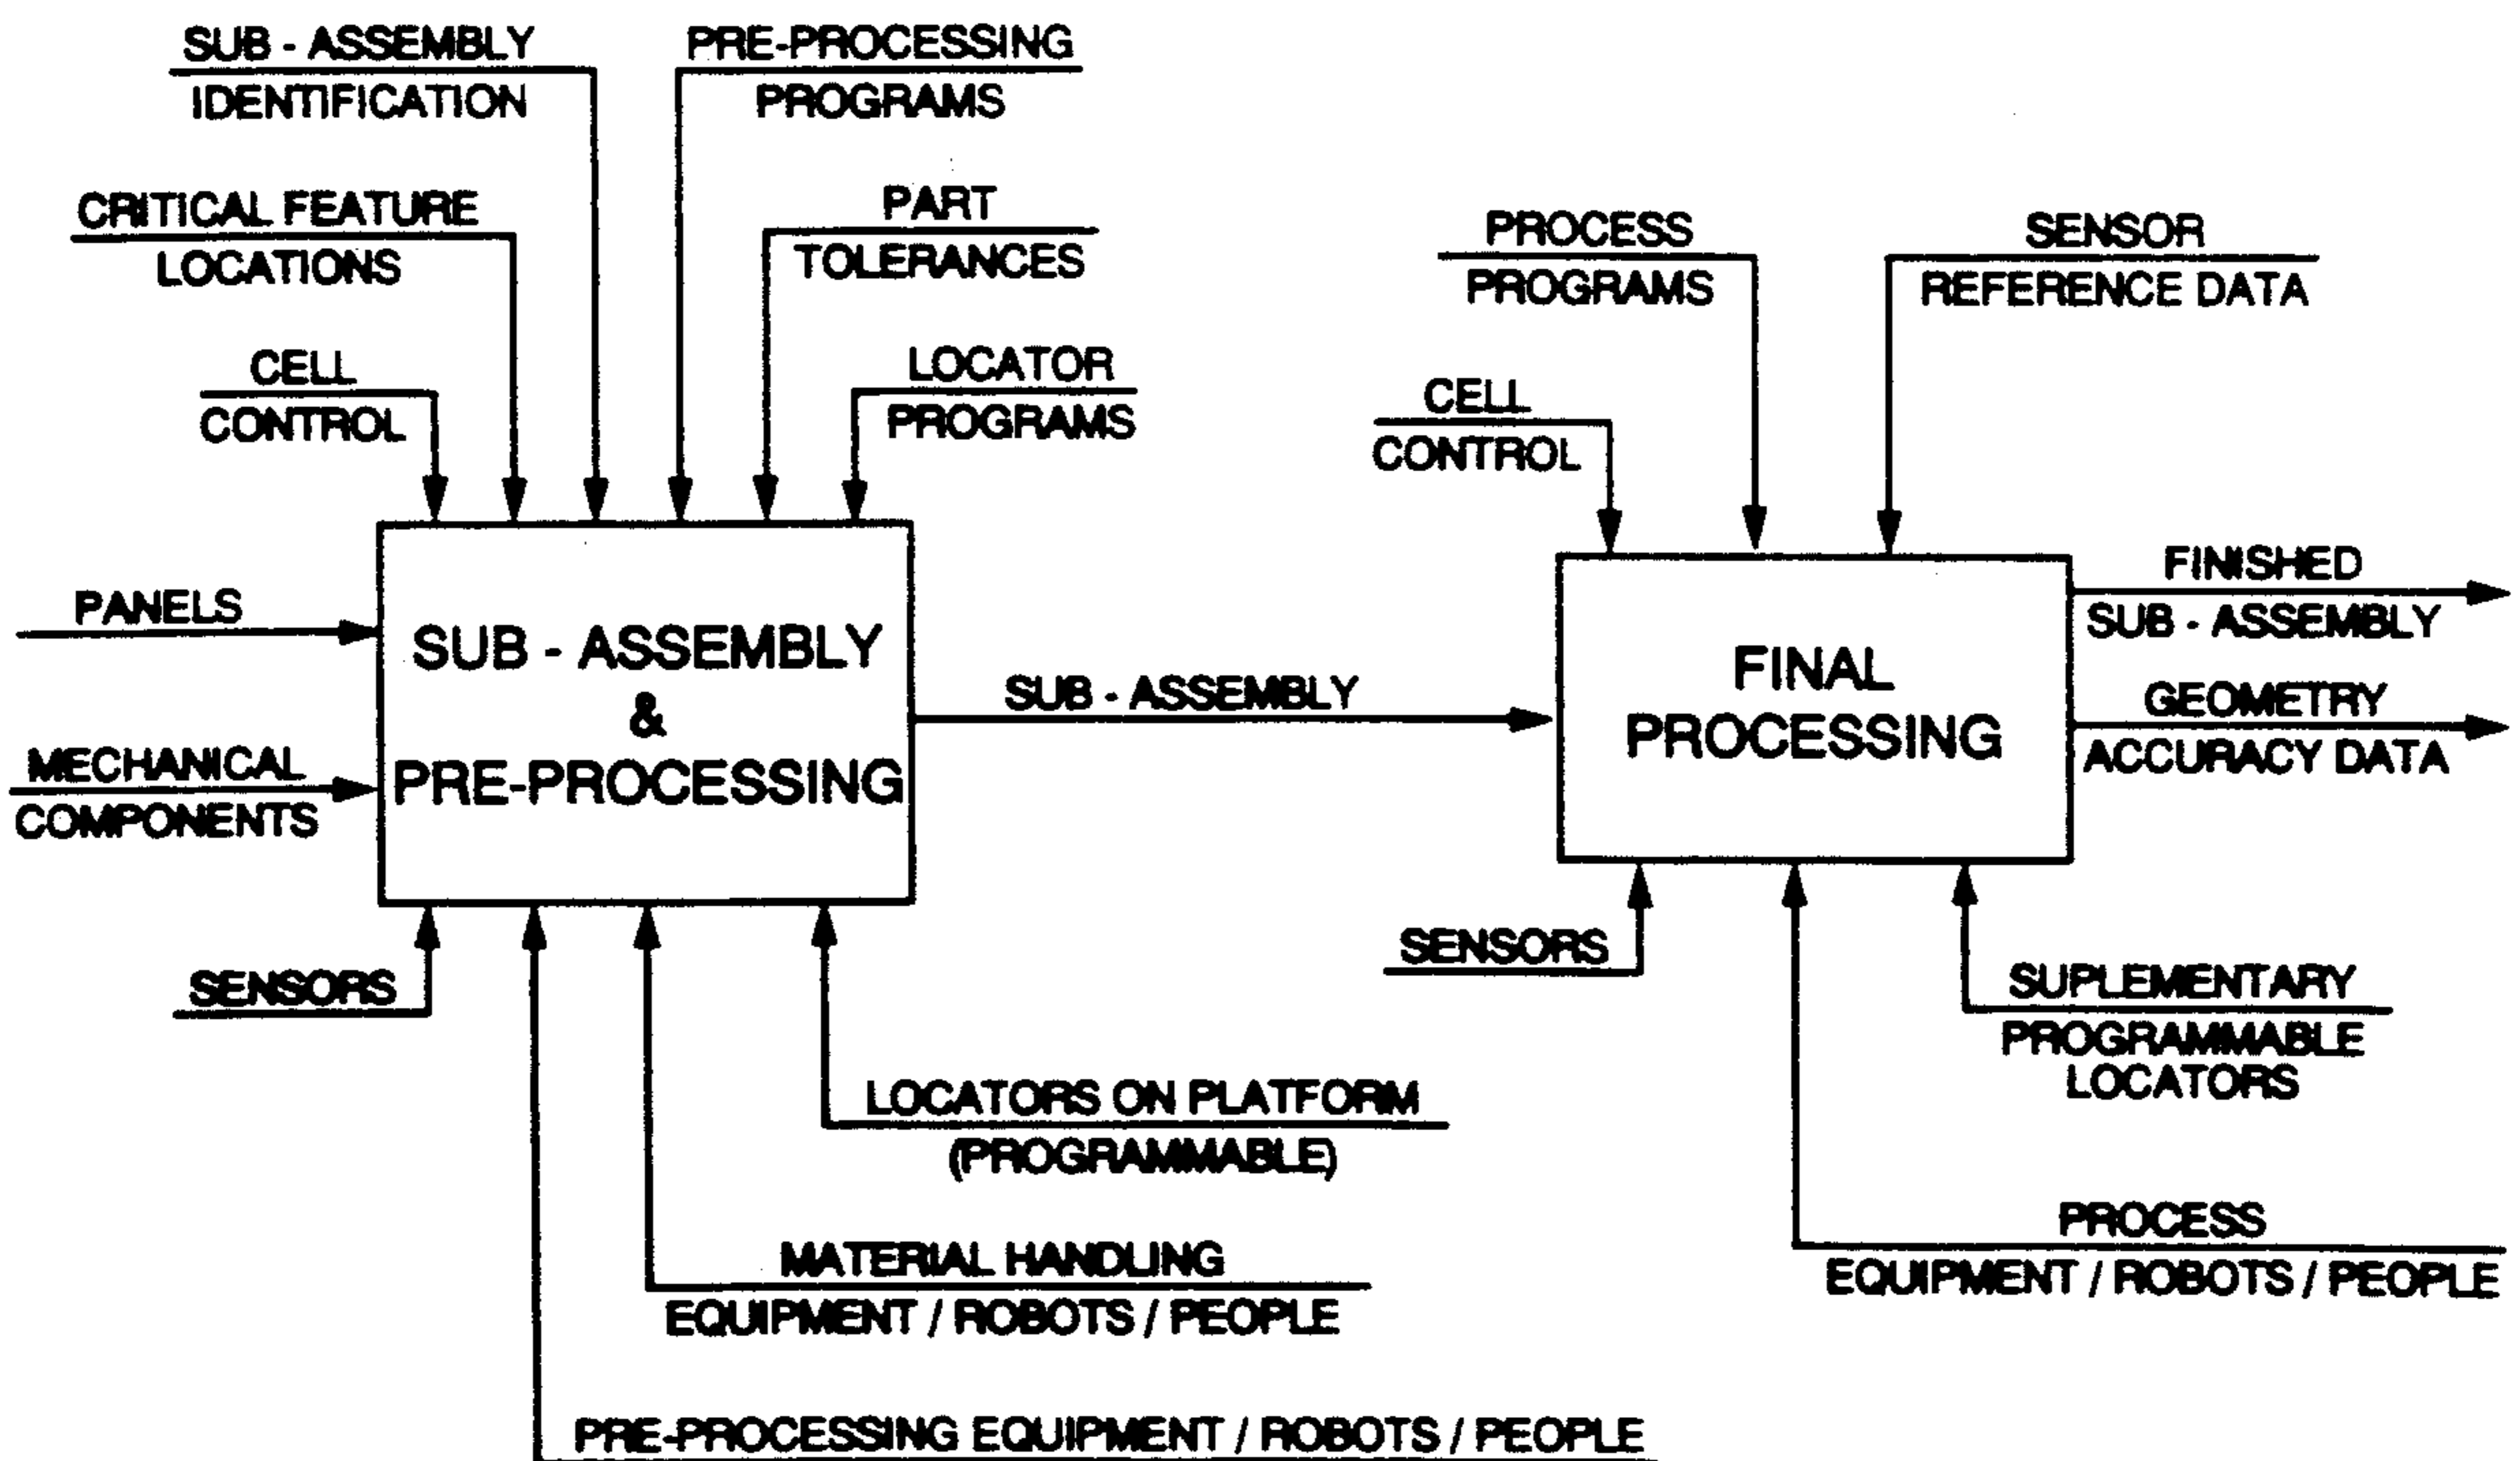 SUB - ASSEMBLY
IDENTIFICATION
PRE-PROCESSING
PROGRAMS
CRITICAL FEATURE
LOCATIONS
PART
TOLERANCES
CELL
CONTROL
LOCATOR
PROGRAMS
PROCESS
PROGRAMS
SENSOR
REFERENCE DATA
CELL
CONTROL
PANELS
MECHANICAL
COMPONENTS
SUB - ASSEMBLY
&
PRE-PROCESSING
SUB - ASSEMBLY
FINAL
PROCESSING
FINISHED
SUB - ASSEMBLY
GEOMETRY
ACCURACY DATA
SENSORS
LOCATORS ON PLATFORM
(PROGRAMMABLE)
MATERIAL HANDLING
EQUIPMENT / ROBOTS / PEOPLE
PRE-PROCESSING EQUIPMENT / ROBOTS / PEOPLE
SENSORS
SUPLEMENTARY
PROGRAMMABLE
LOCATORS
PROCESS
EQUIPMENT / ROBOTS / PEOPLE